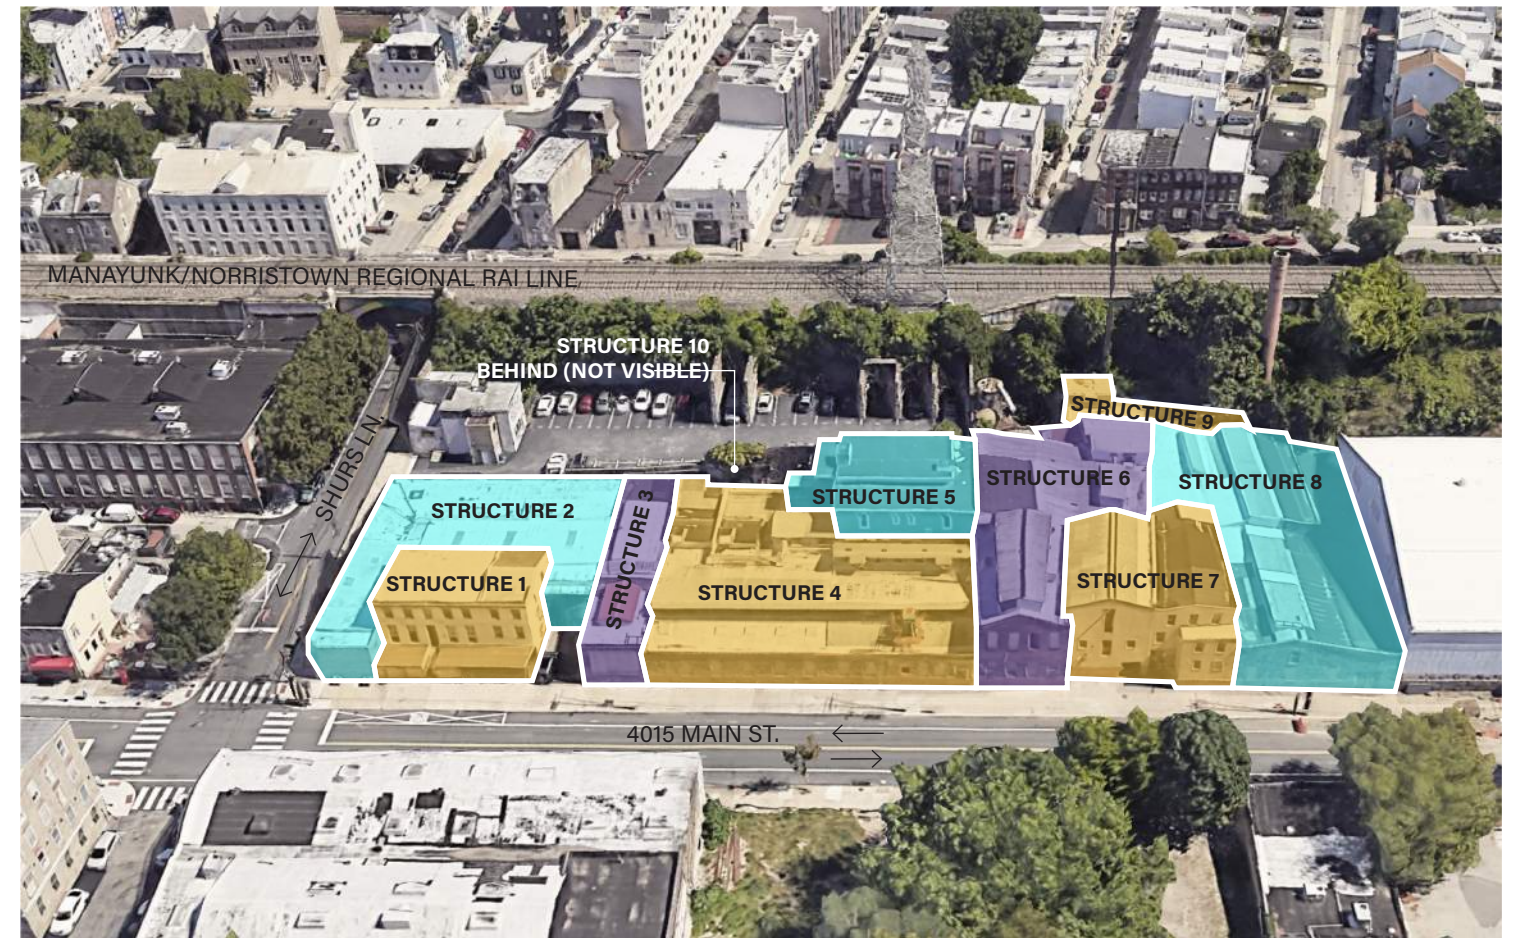 MANAYUNK/NORRISTOWN REGIONAL RAI LINE
STRUCTURE 10
BEHIND (NOT VISIBLE)
STRUCTURE 9
SHURS LN.
STRUCTURE 2
STRUCTURE 3
STRUCTURE 5
STRUCTURE 6
STRUCTURE 8
STRUCTURE 1
STRUCTURE 4
STRUCTURE 7
4015 MAIN ST.